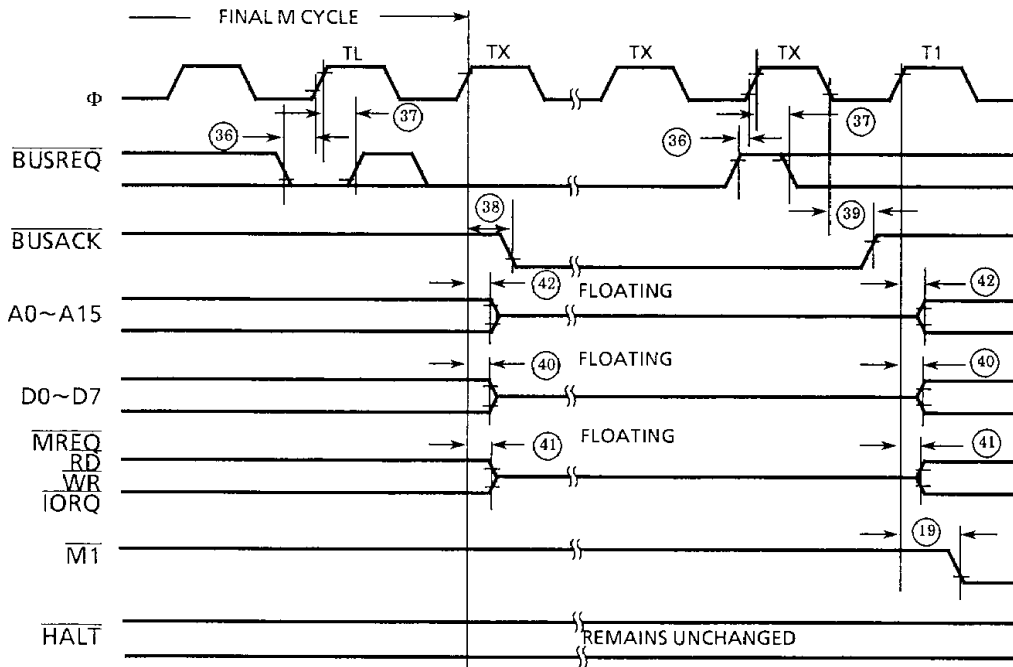 FINAL M CYCLE
TL TX TX TX T1
Φ
36 37 36 37
BUSREQ
38 39
BUSACK
42 FLOATING 42
A0~A15
40 FLOATING 40
D0~D7
41 FLOATING 41
MREQ
RD
WR
IORQ
19
M1
HALT REMAINS UNCHANGED